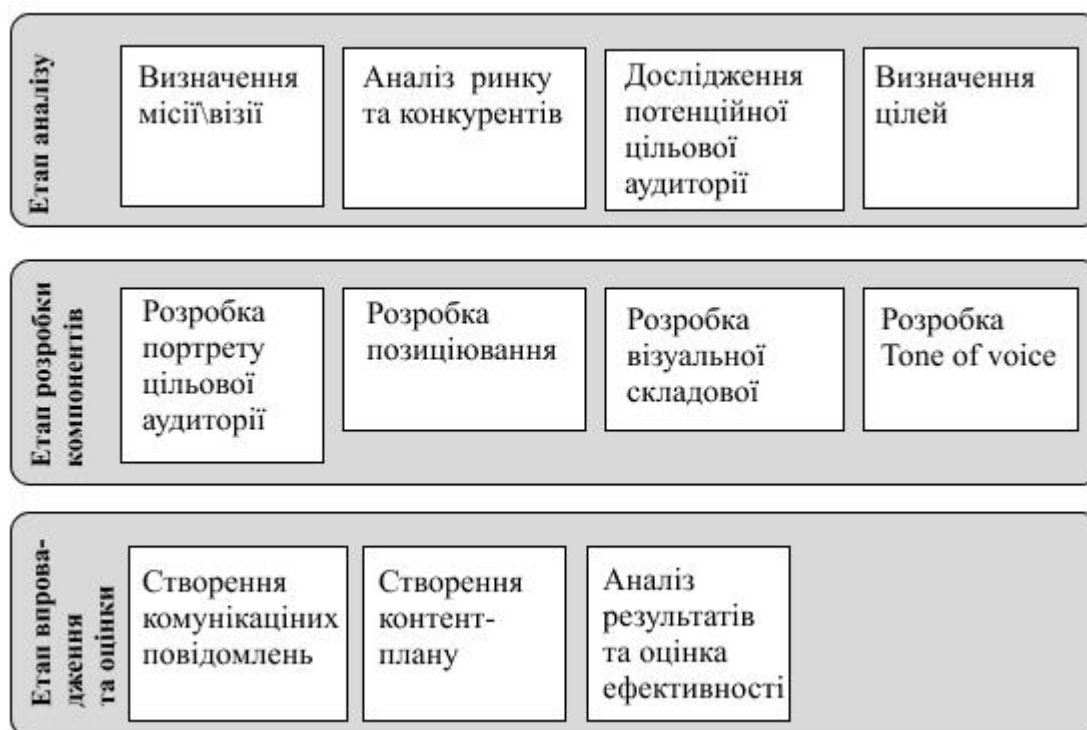 Етап аналізу
Визначення
місії\візії
Аналіз ринку
та конкурентів
Дослідження
потенційної
цільової
аудиторії
Визначення
цілей
Етап розробки
компонентів
Розробка
портрету
цільової
аудиторії
Розробка
позиціювання
Розробка
візуальної
складової
Розробка
Tone of voice
Етап впрова-
дження
та оцінки
Створення
комунікаціних
повідомлень
Створення
контент-
плану
Аналіз
результатів
та оцінка
ефективності